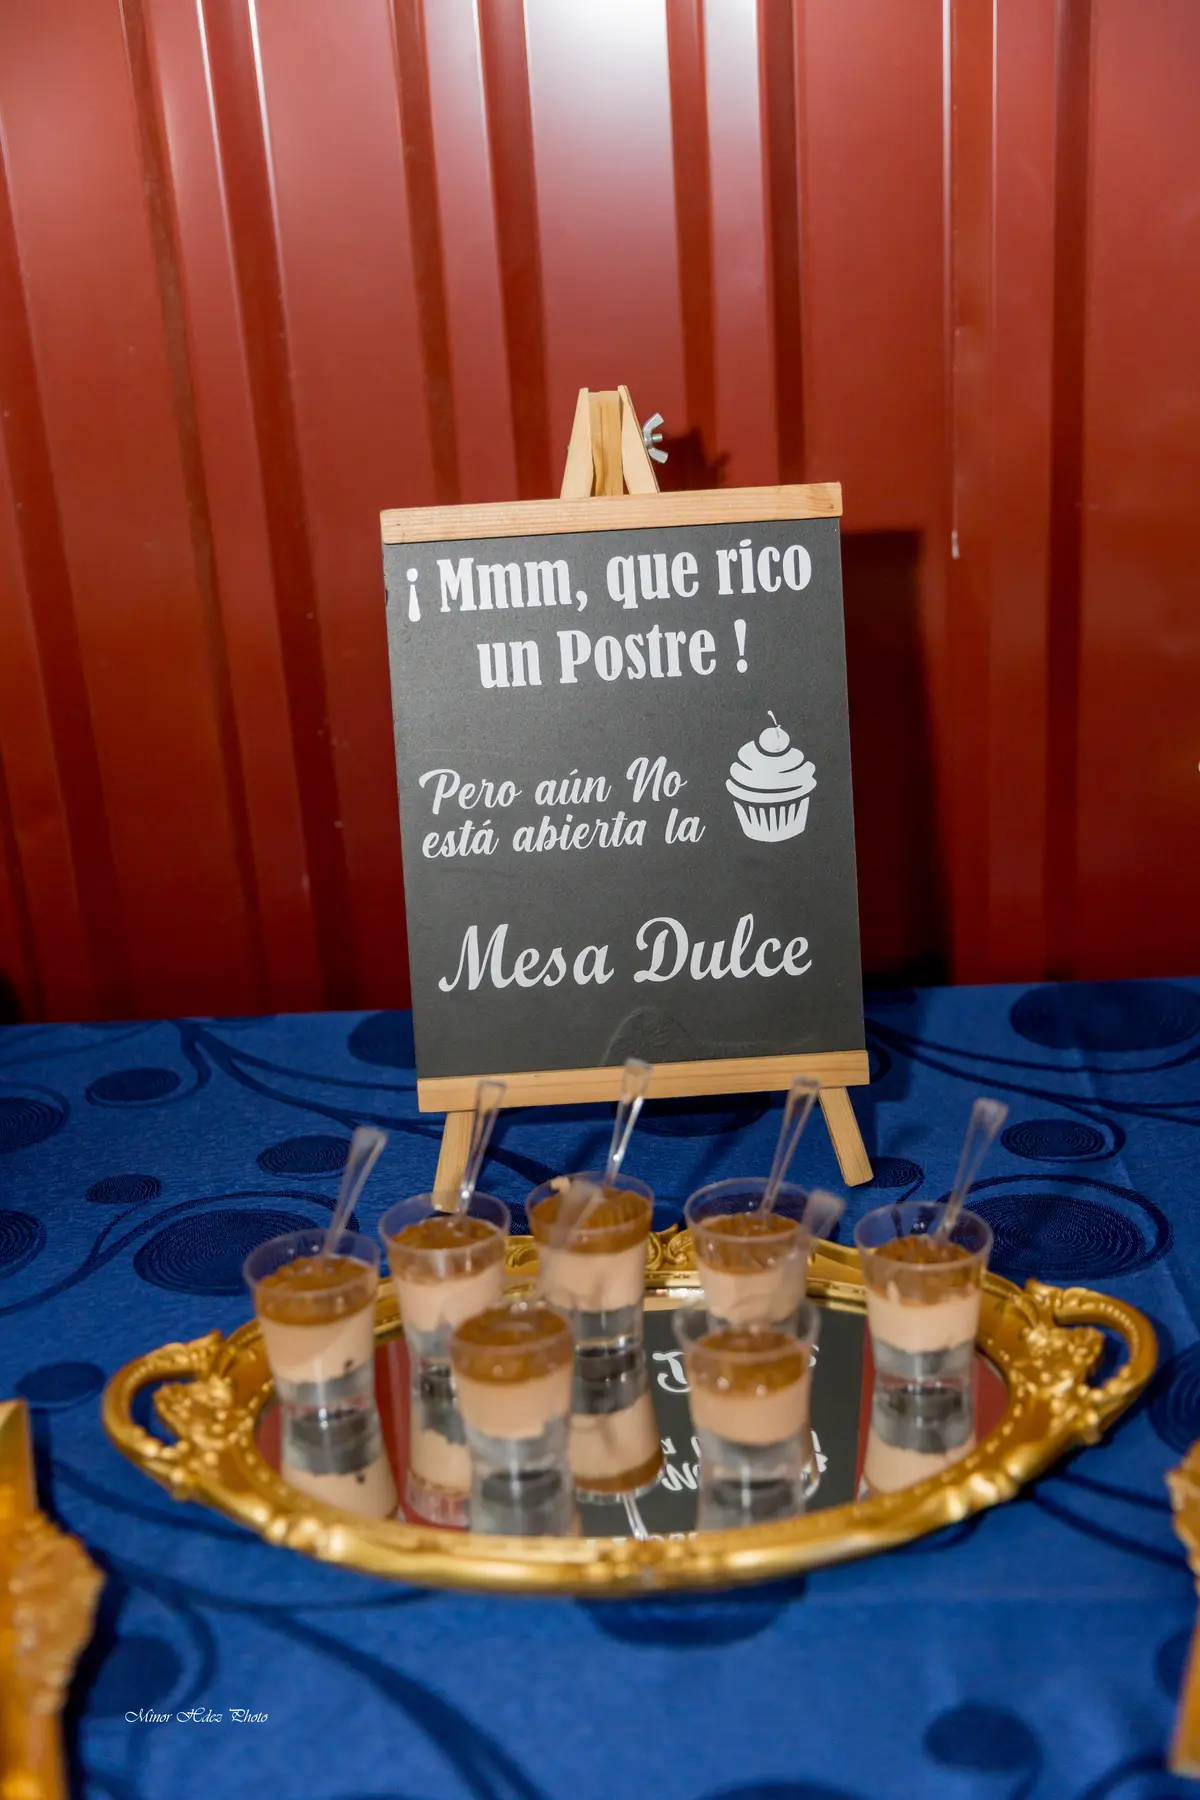 ¡ Mmm, que rico
un Postre !
Pero aún No
está abierta la
Mesa Dulce
Minor Hdez Photo